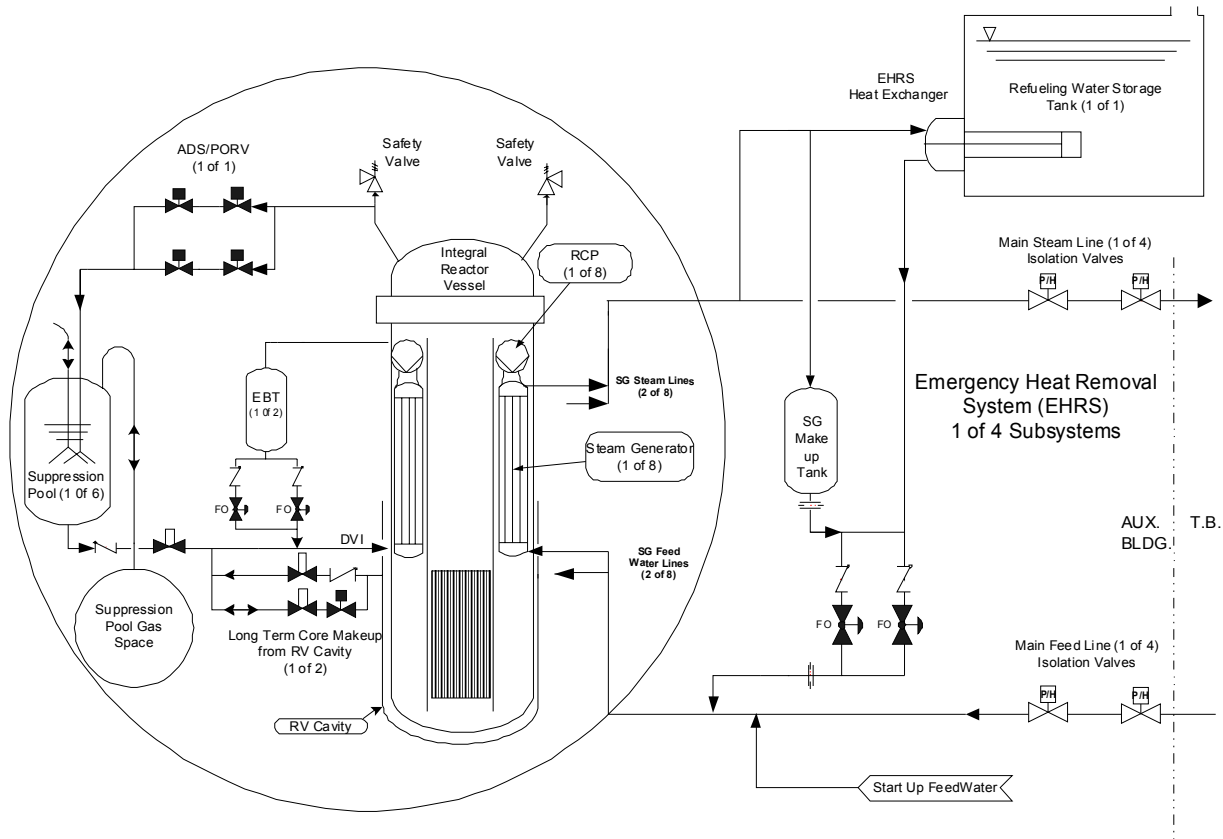 EHRS
Heat Exchanger
Refueling Water Storage
Tank (1 of 1)
ADS/PORV
(1 of 1)
Safety
Valve
Safety
Valve
Integral
Reactor
Vessel
RCP
(1 of 8)
Main Steam Line (1 of 4)
Isolation Valves
P/H
P/H
SG Steam Lines
(2 of 8)
EBT
(1 0f 2)
Emergency Heat Removal
System (EHRS)
1 of 4 Subsystems
SG
Make
up
Tank
Steam Generator
(1 of 8)
Suppression
Pool (1 0f 6)
FO
FO
DVI
AUX.
BLDG.
T.B.
SG Feed
Water Lines
(2 of 8)
Suppression
Pool Gas
Space
Long Term Core Makeup
from RV Cavity
(1 of 2)
FO
FO
Main Feed Line (1 of 4)
Isolation Valves
P/H
P/H
RV Cavity
Start Up FeedWater